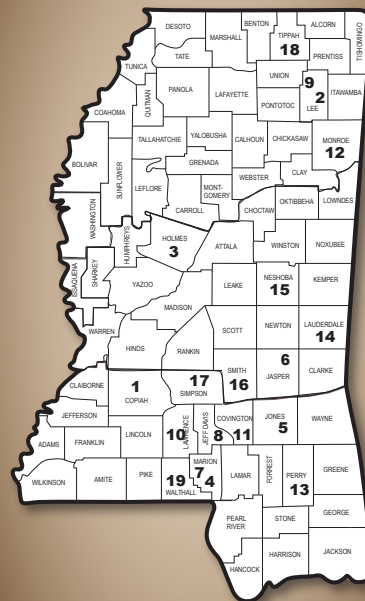 BENTON
ALCORN
DESOTO
MARSHALL
TIPPAH
18
TISHOMINGO
TATE
PRENTISS
TUNICA
UNION
9
PANOLA
LAFAYETTE
2
ITAWAMBA
QUITMAN
PONTOTOC
LEE
COAHOMA
YALOBUSHA
TALLAHATCHIE
CALHOUN
CHICKASAW
MONROE
12
BOLIVAR
SUNFLOWER
GRENADA
CLAY
LEFLORE
WEBSTER
MONT-
GOMERY
OKTIBBEHA
LOWNDES
WASHINGTON
CARROLL
CHOCTAW
HUMPHREYS
HOLMES
3
ATTALA
WINSTON
NOXUBEE
ISSAQUENA
SHARKEY
YAZOO
LEAKE
NESHOBA
15
KEMPER
MADISON
WARREN
SCOTT
NEWTON
LAUDERDALE
14
HINDS
RANKIN
6
JASPER
SMITH
16
CLARKE
CLAIBORNE
1
COPIAH
17
SIMPSON
JEFFERSON
LAWRENCE
10
JEFF DAVIS
COVINGTON
8
11
JONES
5
WAYNE
ADAMS
FRANKLIN
LINCOLN
MARION
7
4
WILKINSON
AMITE
PIKE
19
WALTHALL
LAMAR
FORREST
PERRY
13
GREENE
PEARL
RIVER
STONE
GEORGE
HARRISON
JACKSON
HANCOCK